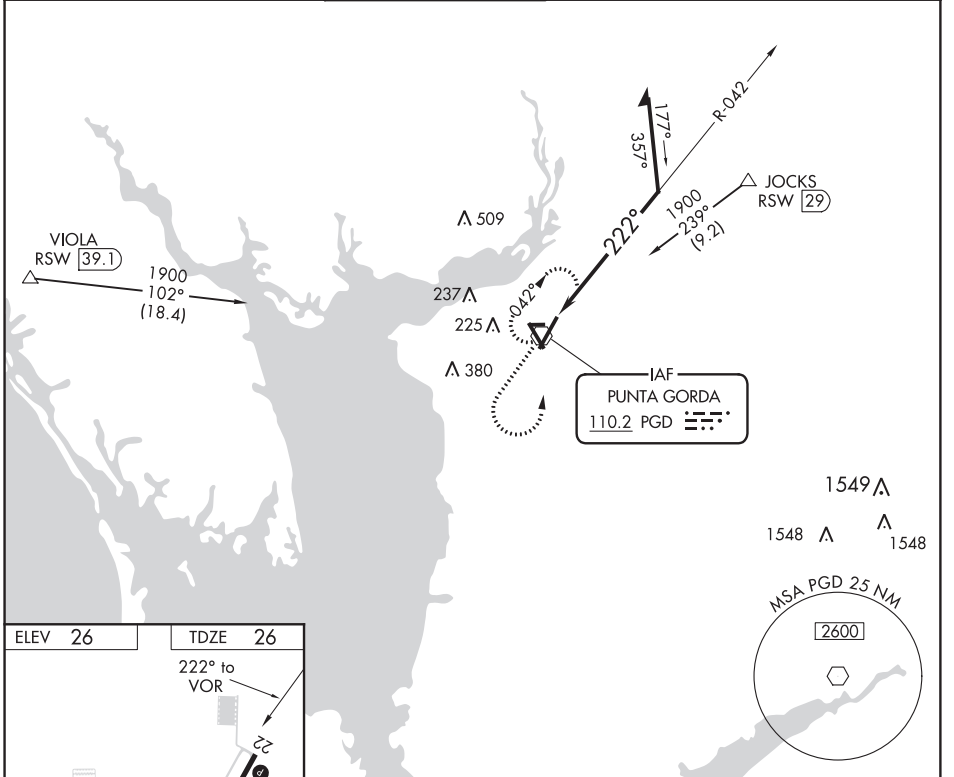 R-042
177°
357°
JOCKS
RSW 29
1900
239°
(9.2)
222°
509
VIOLA
RSW 39.1
1900
102°
(18.4)
237
042°
225
380
IAF
PUNTA GORDA
110.2 PGD
1549
1548
1548
MSA PGD 25 NM
2600
ELEV 26
TDZE 26
222° to
VOR
22
P